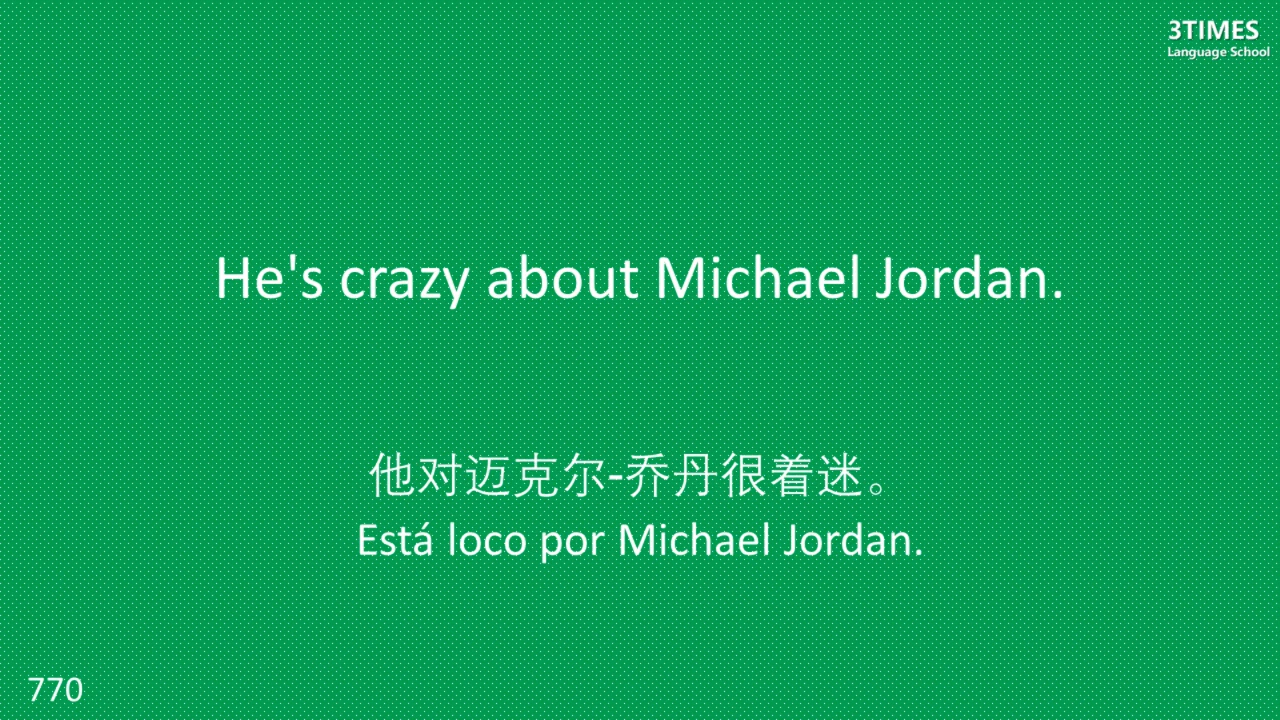 3TIMES
Language School
He's crazy about Michael Jordan.
他对迈克尔-乔丹很着迷。
Está loco por Michael Jordan.
770